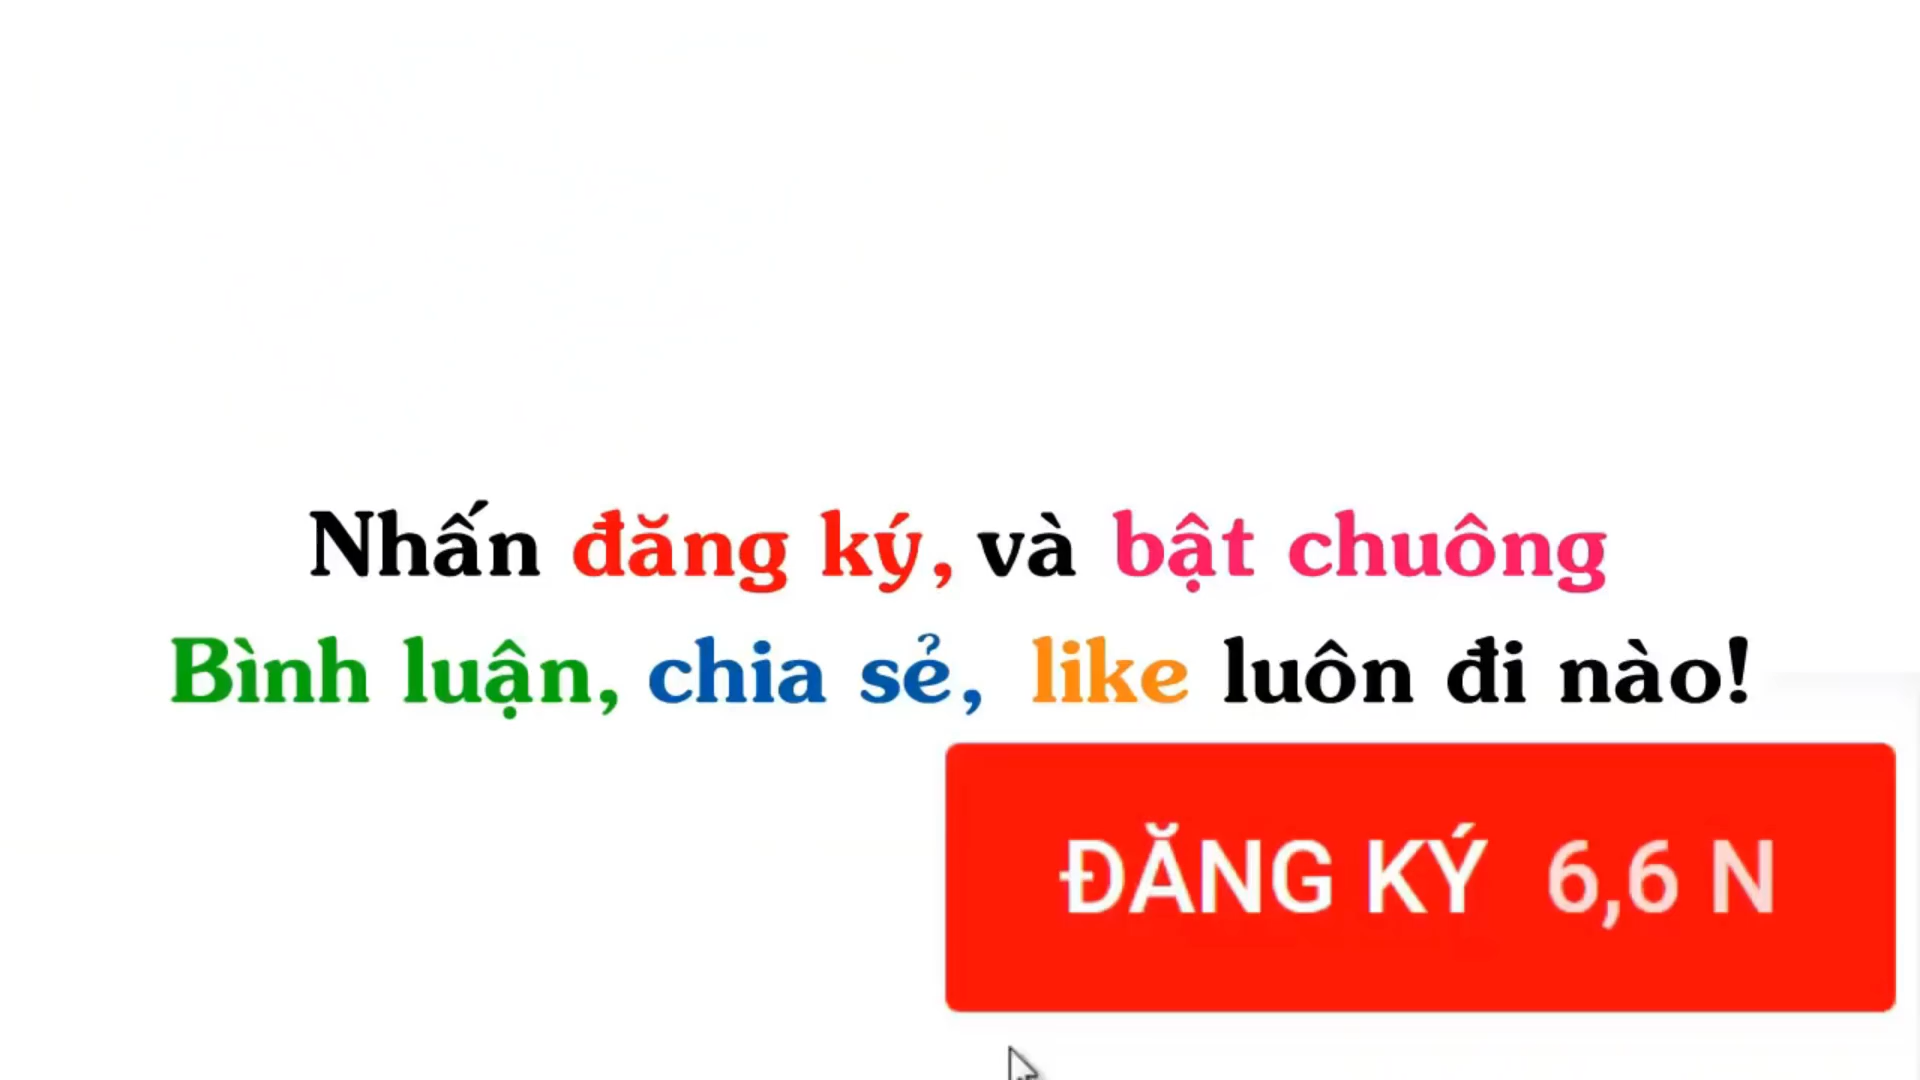 Nhấn đăng ký, và bật chuông
Bình luận, chia sẻ, like luôn đi nào!
ĐĂNG KÝ 6,6 N